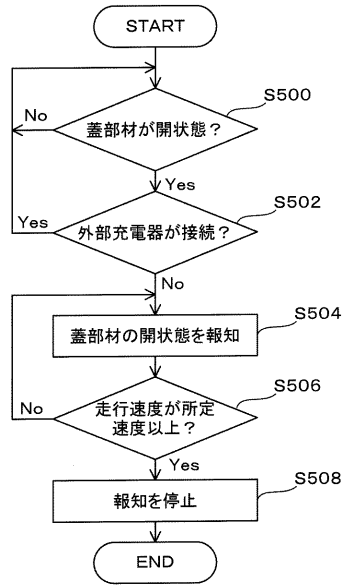 START
S500
蓋部材が開状態？
No
Yes
S502
外部充電器が接続？
Yes
No
S504
蓋部材の開状態を報知
S506
走行速度が所定
速度以上？
No
Yes
S508
報知を停止
END